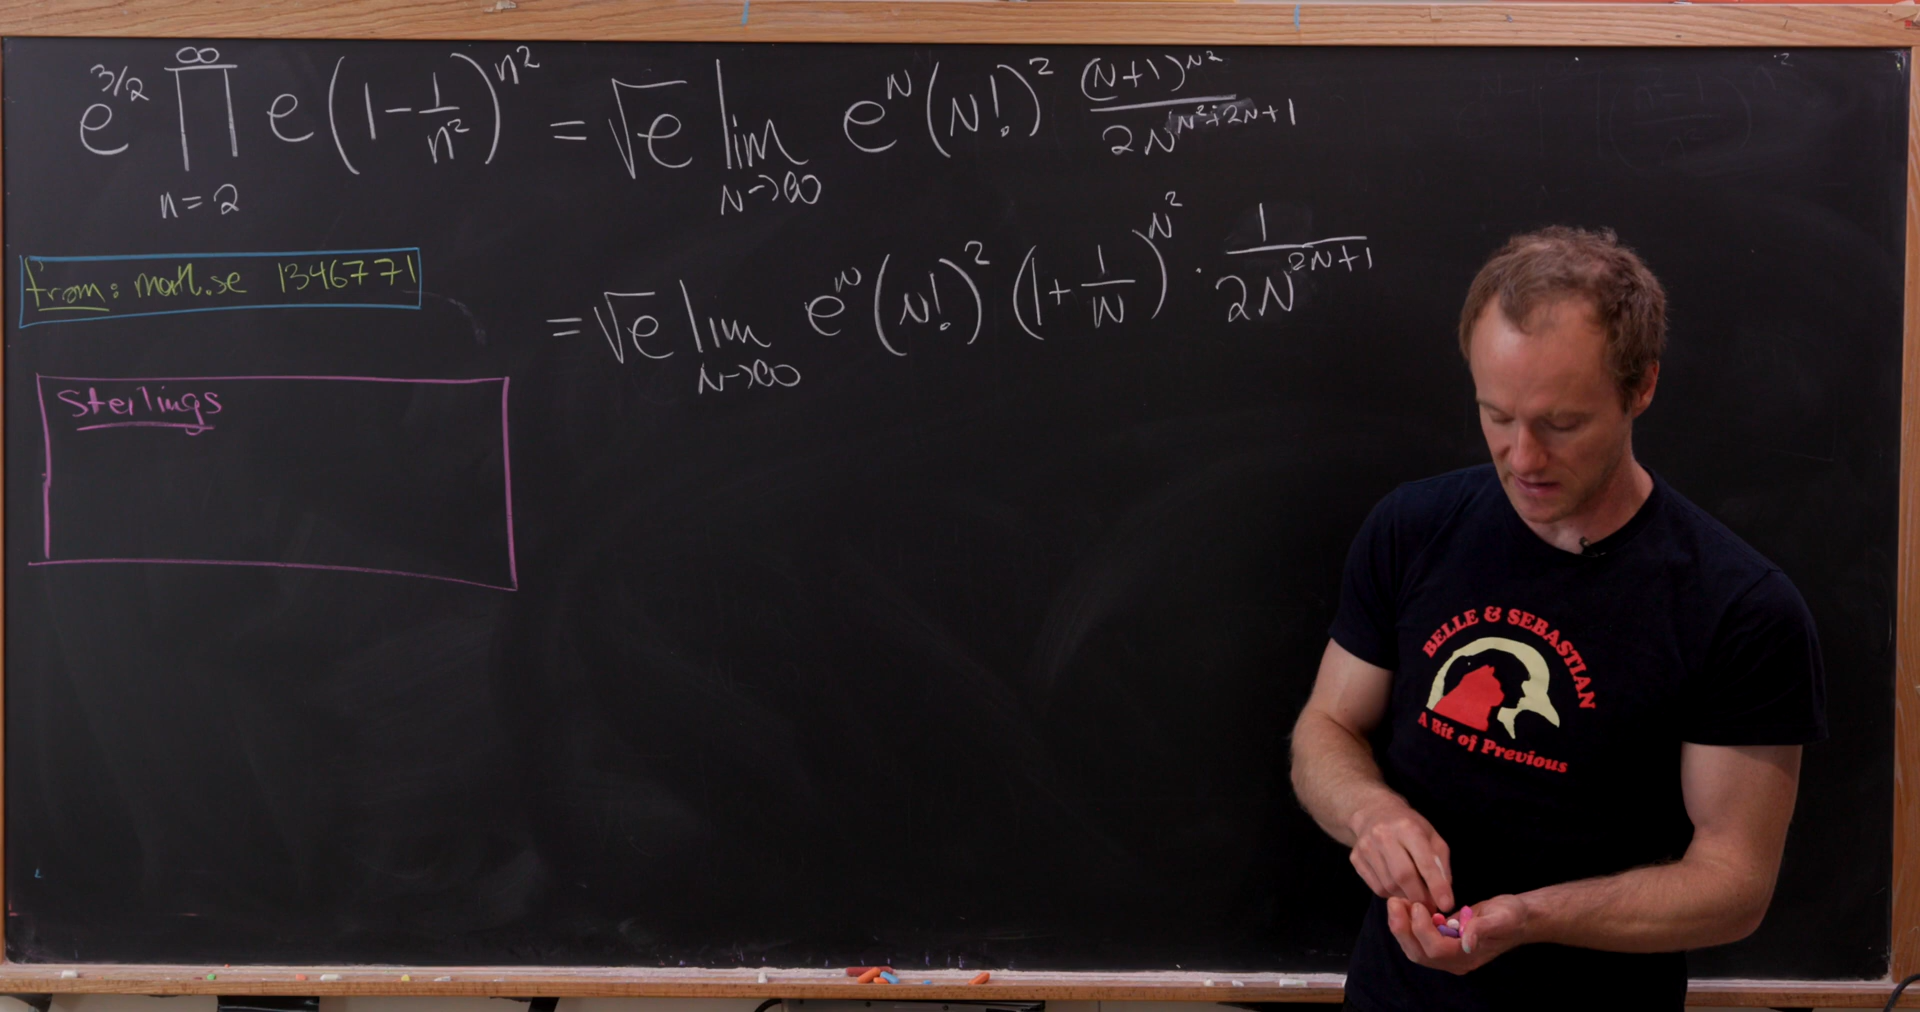 e^{3/2} ∏_{n=2}^{∞} e(1 - 1/n²)^{n²} = √e lim_{N→∞} e^N (N!)² (N+1)^{N²} / 2N^{N²+2N+1}
= √e lim_{N→∞} e^N (N!)² (1 + 1/N)^{N²} · 1 / 2N^{2N+1}
from: math.se 1346771
Sterlings
BELLE & SEBASTIAN
A Bit of Previous